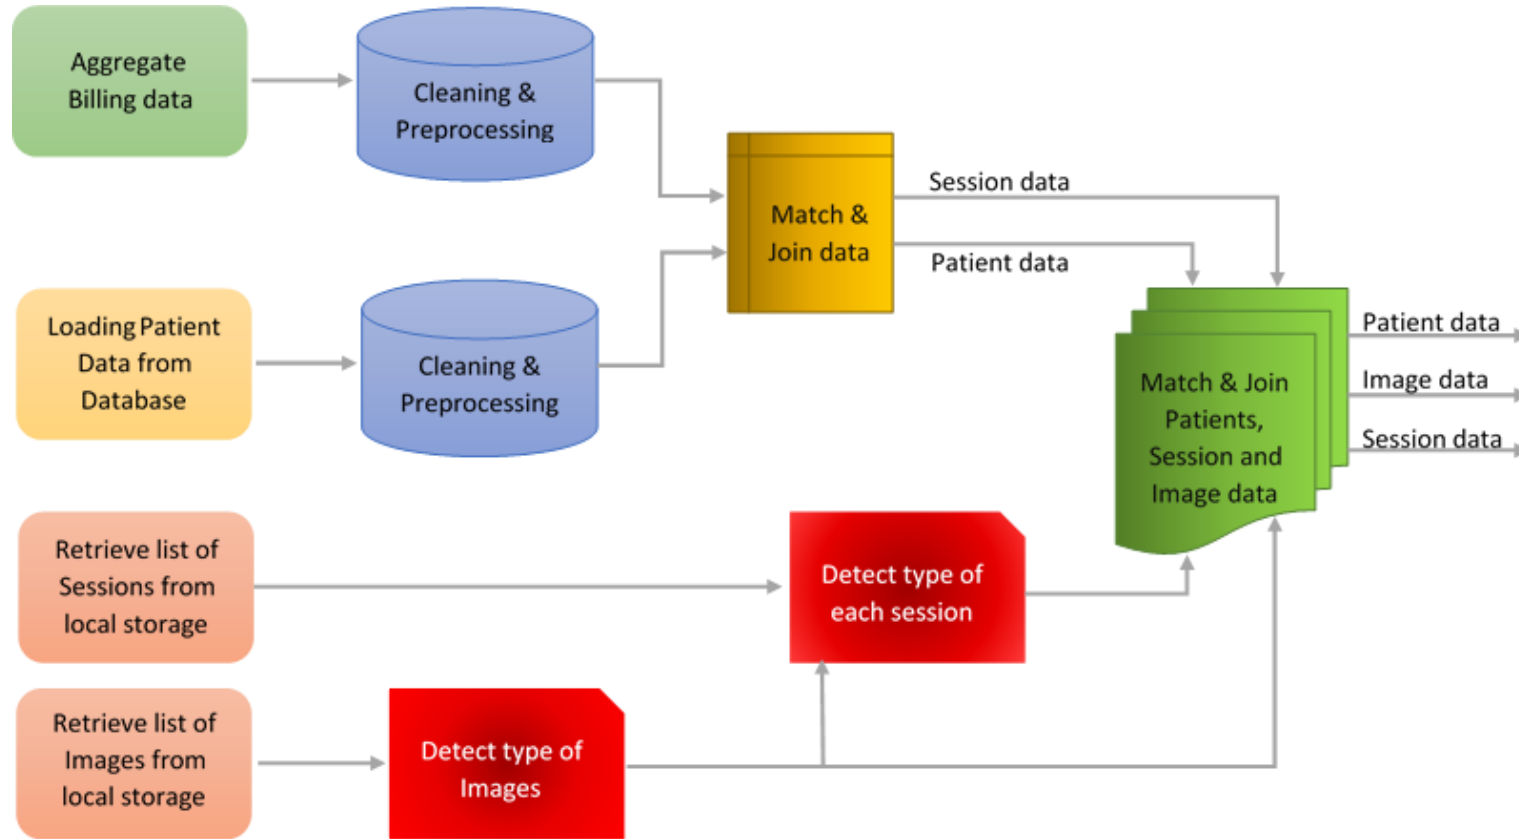 Aggregate
Billing data
Cleaning &
Preprocessing
Match &
Join data
Session data
Patient data
Loading Patient
Data from
Database
Cleaning &
Preprocessing
Match & Join
Patients,
Session and
Image data
Patient data
Image data
Session data
Retrieve list of
Sessions from
local storage
Detect type of
each session
Retrieve list of
Images from
local storage
Detect type of
Images